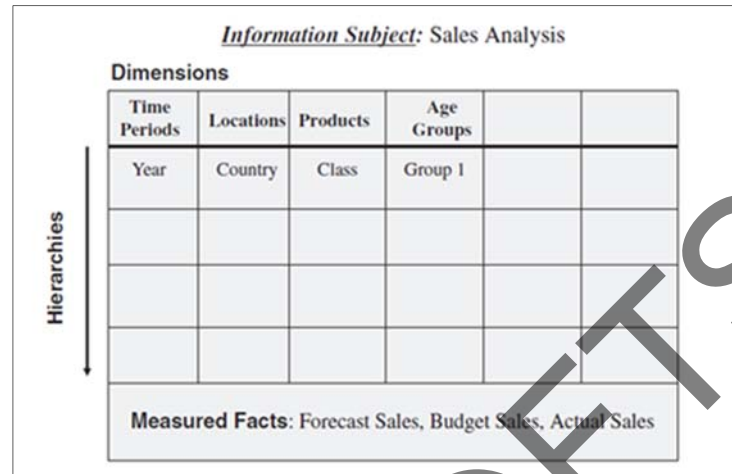 Information Subject: Sales Analysis
Dimensions
Time Periods Locations Products Age Groups
Year Country Class Group 1
Hierarchies
Measured Facts: Forecast Sales, Budget Sales, Actual Sales